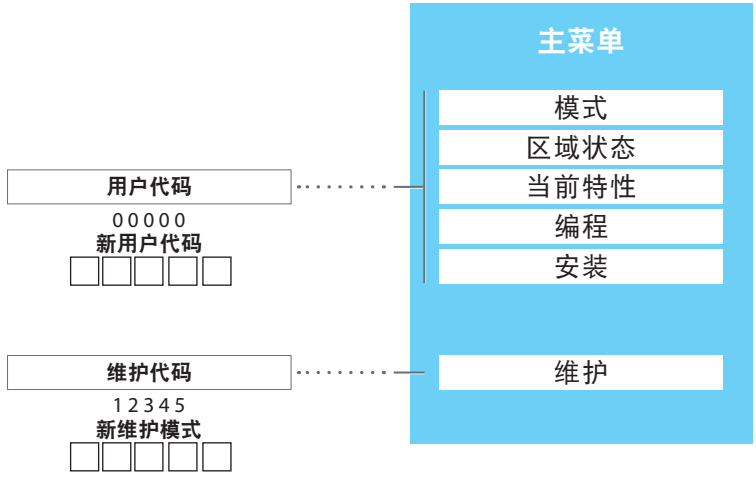 主菜单
模式
区域状态
当前特性
编程
安装
用户代码
00000
新用户代码
维护代码
12345
新维护模式
维护